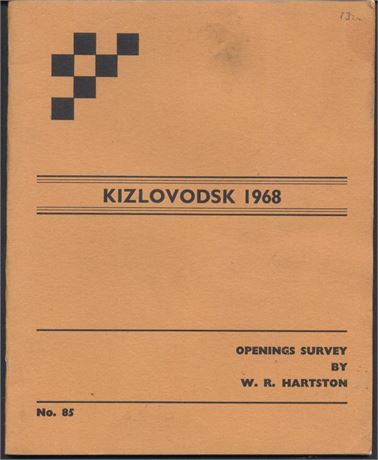 KIZLOVODSK 1968
OPENINGS SURVEY
BY
W. R. HARTSTON
No. 85